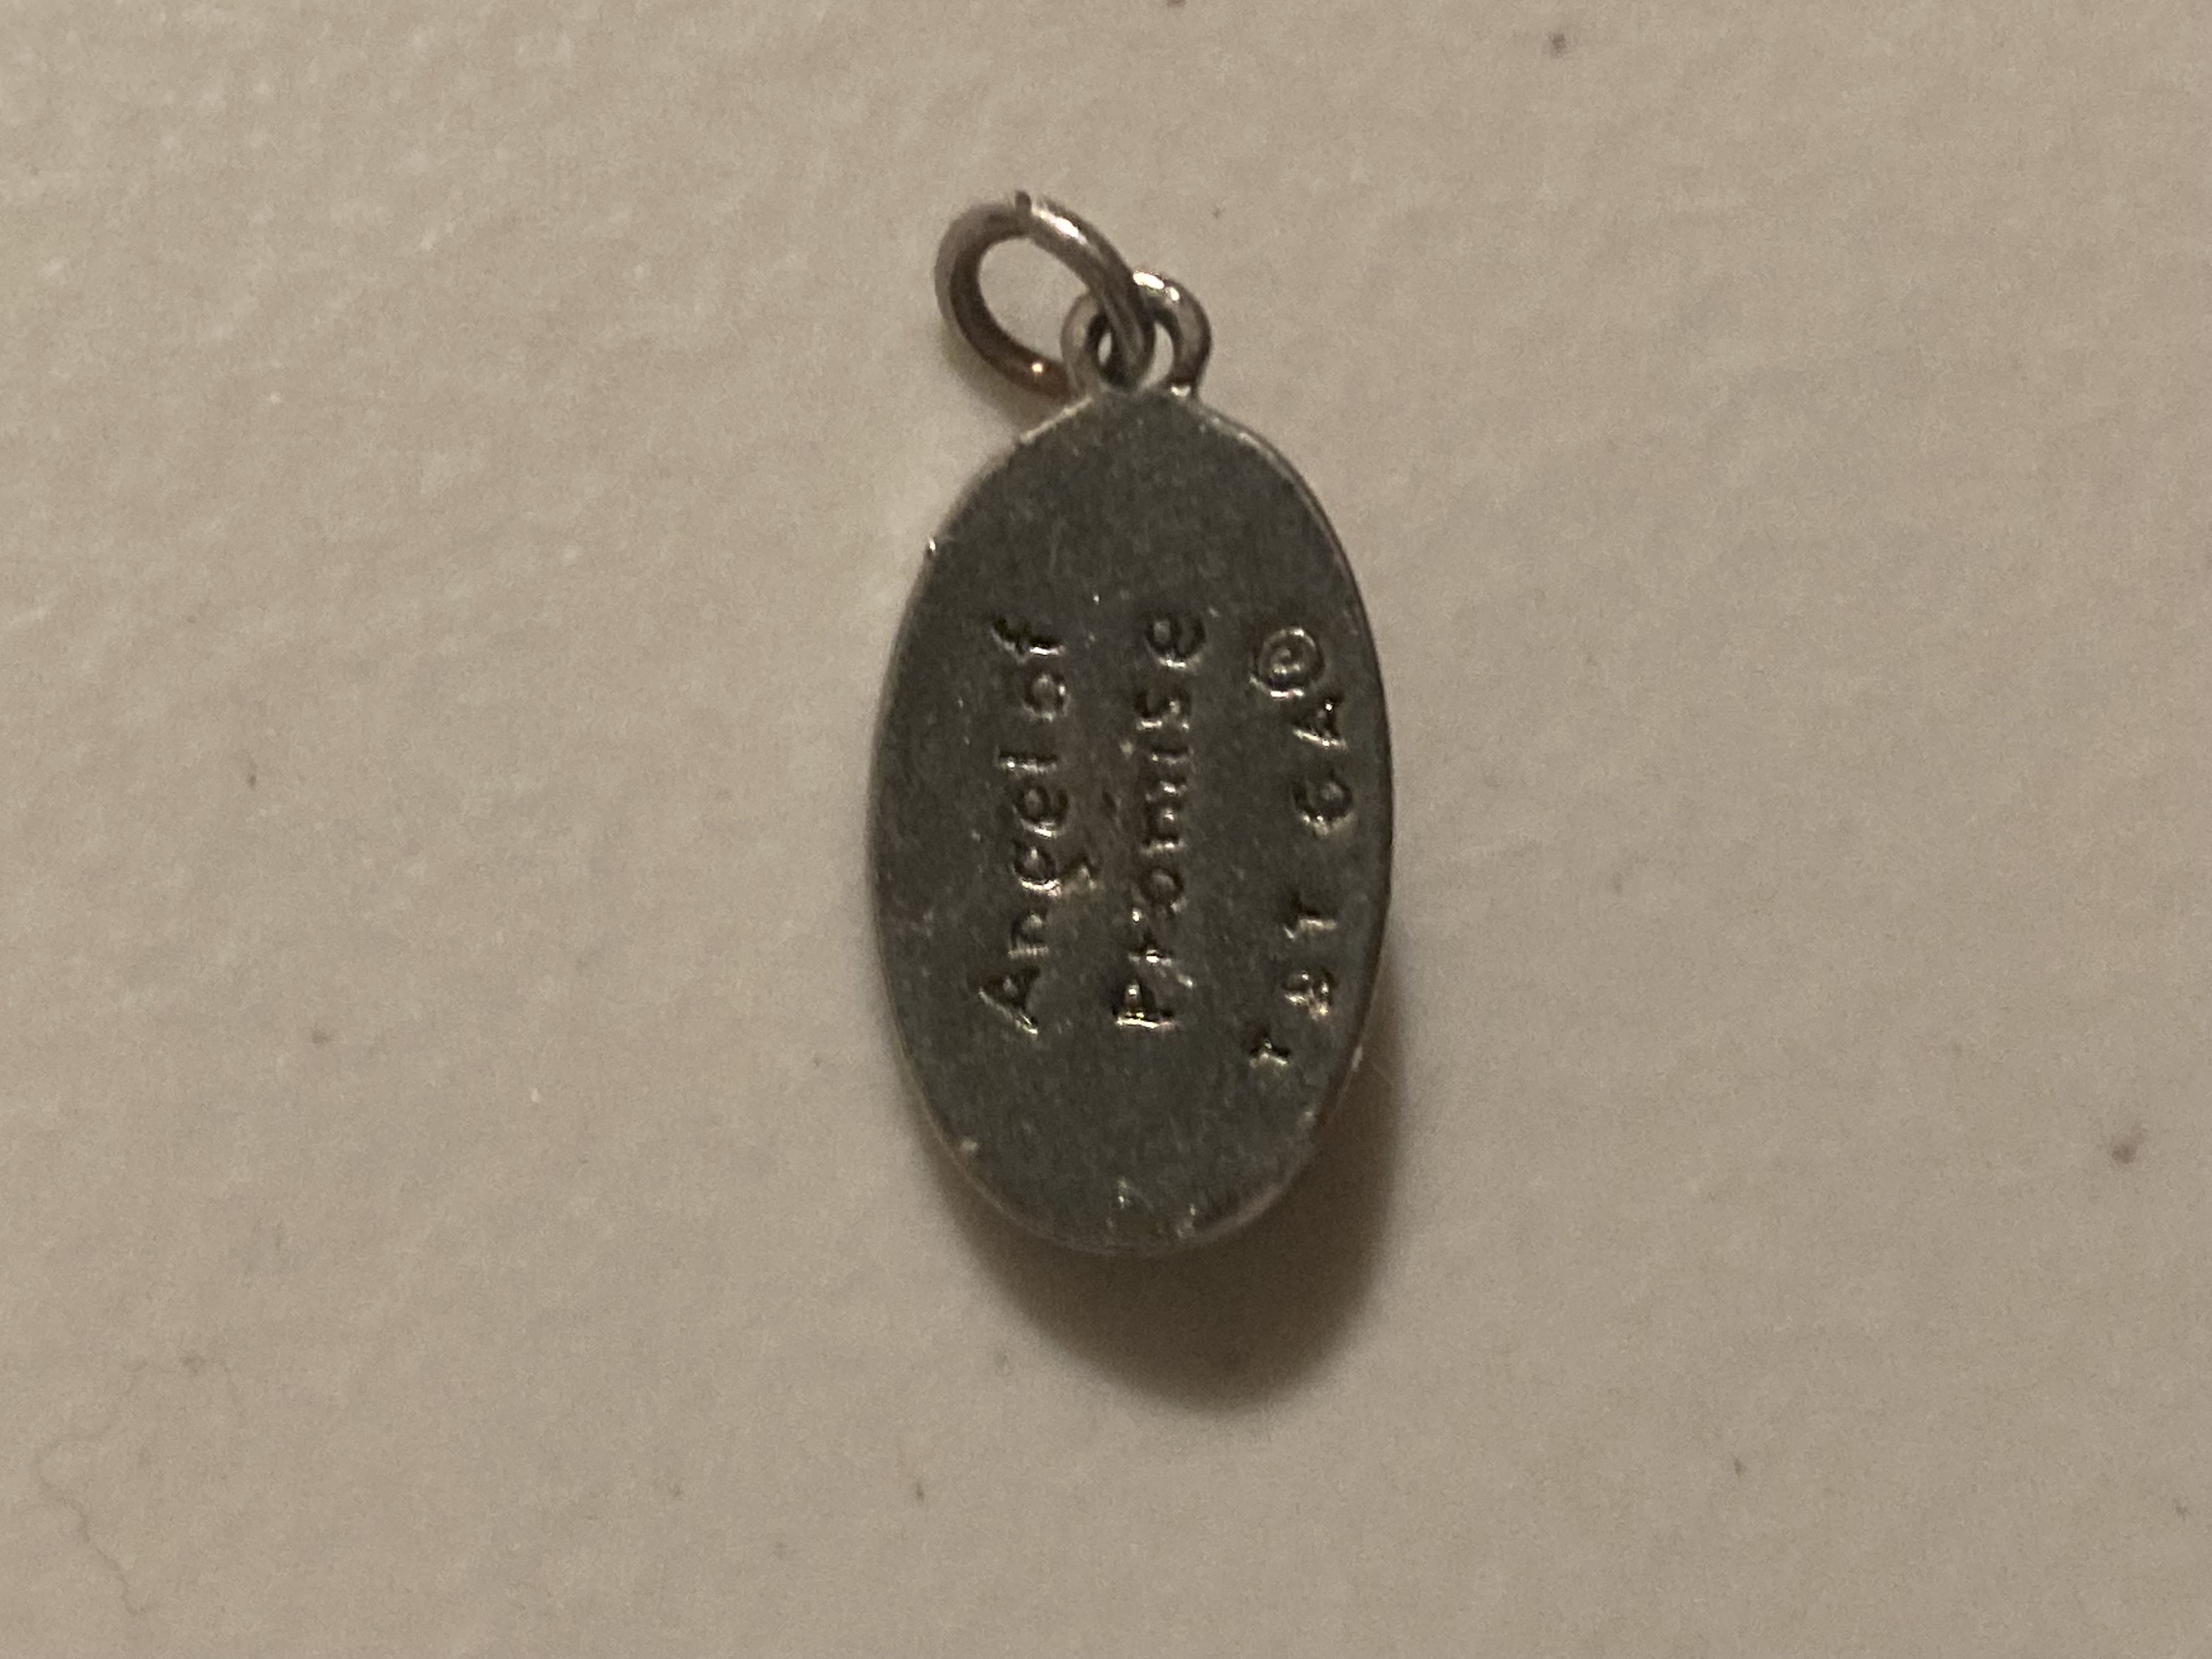 Angel of
Promise
©